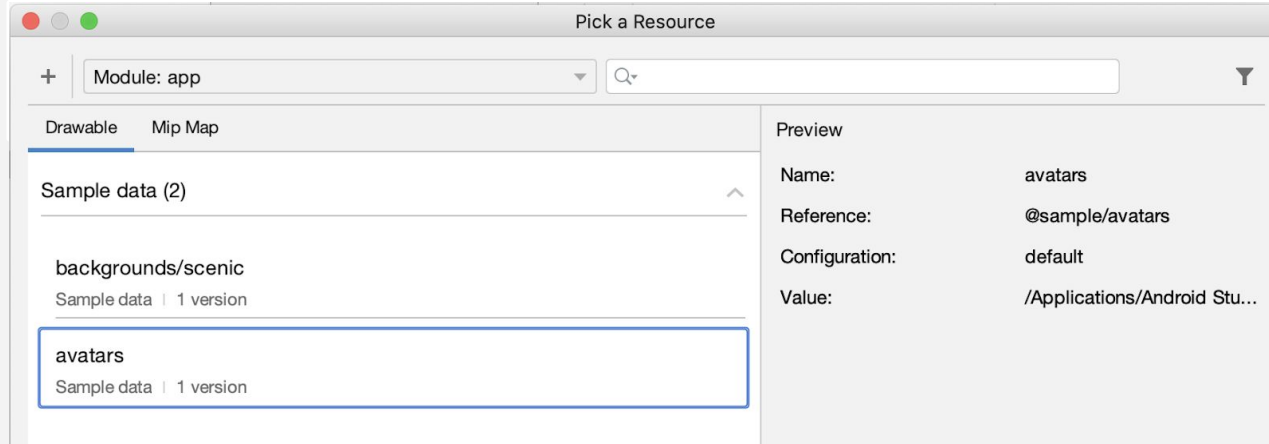 Pick a Resource
Module: app
Drawable Mip Map
Sample data (2)
backgrounds/scenic
Sample data | 1 version
avatars
Sample data | 1 version
Preview
Name: avatars
Reference: @sample/avatars
Configuration: default
Value: /Applications/Android Stu...